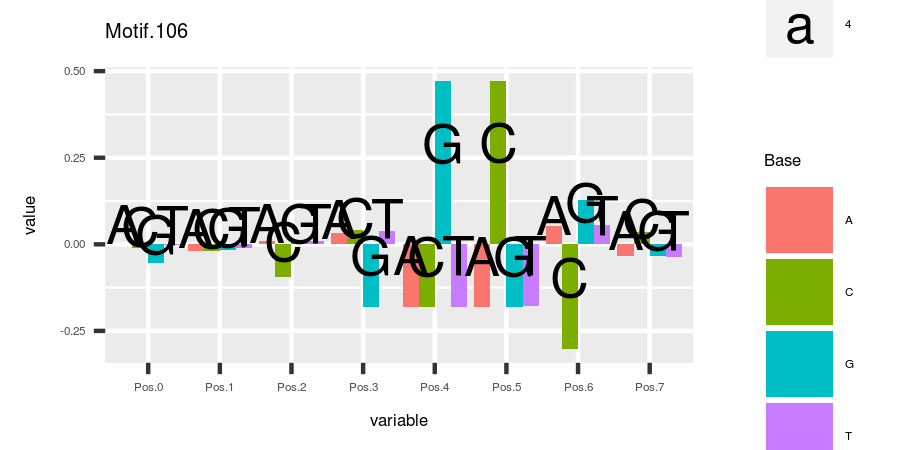 Motif.106
a 4
0.50
0.25
0.00
-0.25
value
A C G T A C G T A C G T A C G T A C G T A C G T A C G T A C G T
Pos.0 Pos.1 Pos.2 Pos.3 Pos.4 Pos.5 Pos.6 Pos.7
variable
Base
A
C
G
T